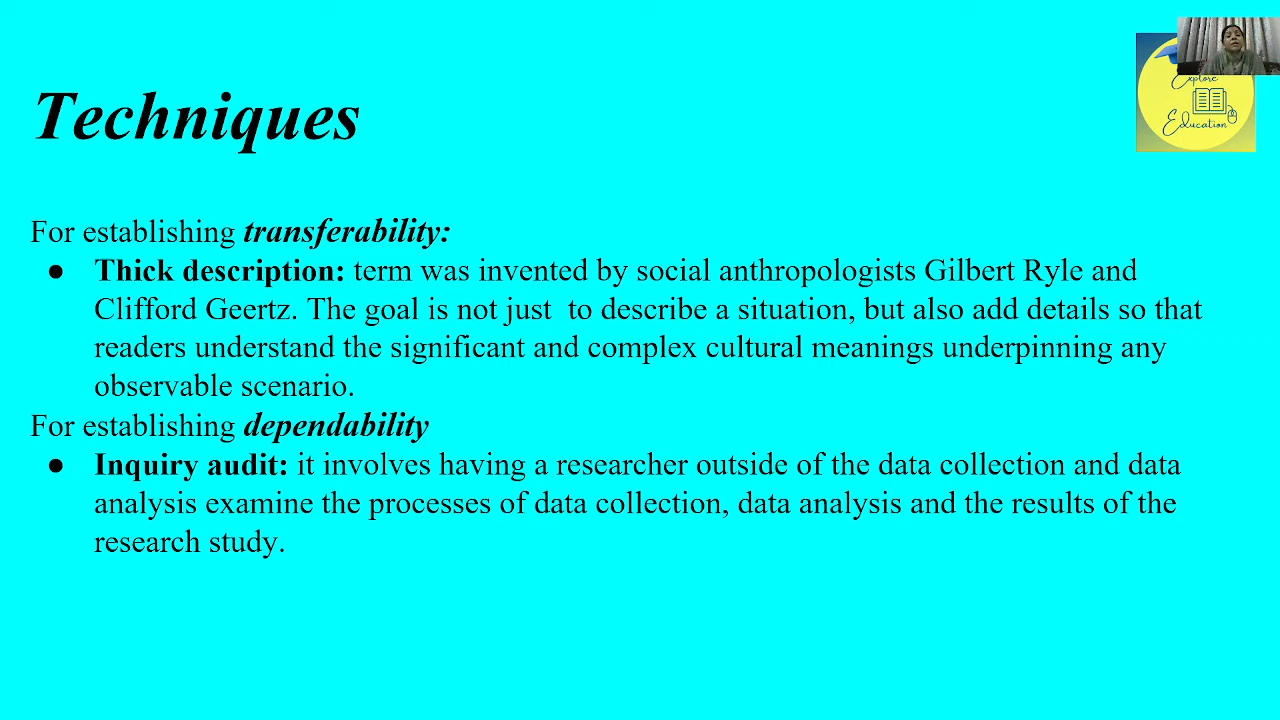 Techniques
Explore
Education
For establishing transferability:
● Thick description: term was invented by social anthropologists Gilbert Ryle and
Clifford Geertz. The goal is not just  to describe a situation, but also add details so that
readers understand the significant and complex cultural meanings underpinning any
observable scenario.
For establishing dependability
● Inquiry audit: it involves having a researcher outside of the data collection and data
analysis examine the processes of data collection, data analysis and the results of the
research study.